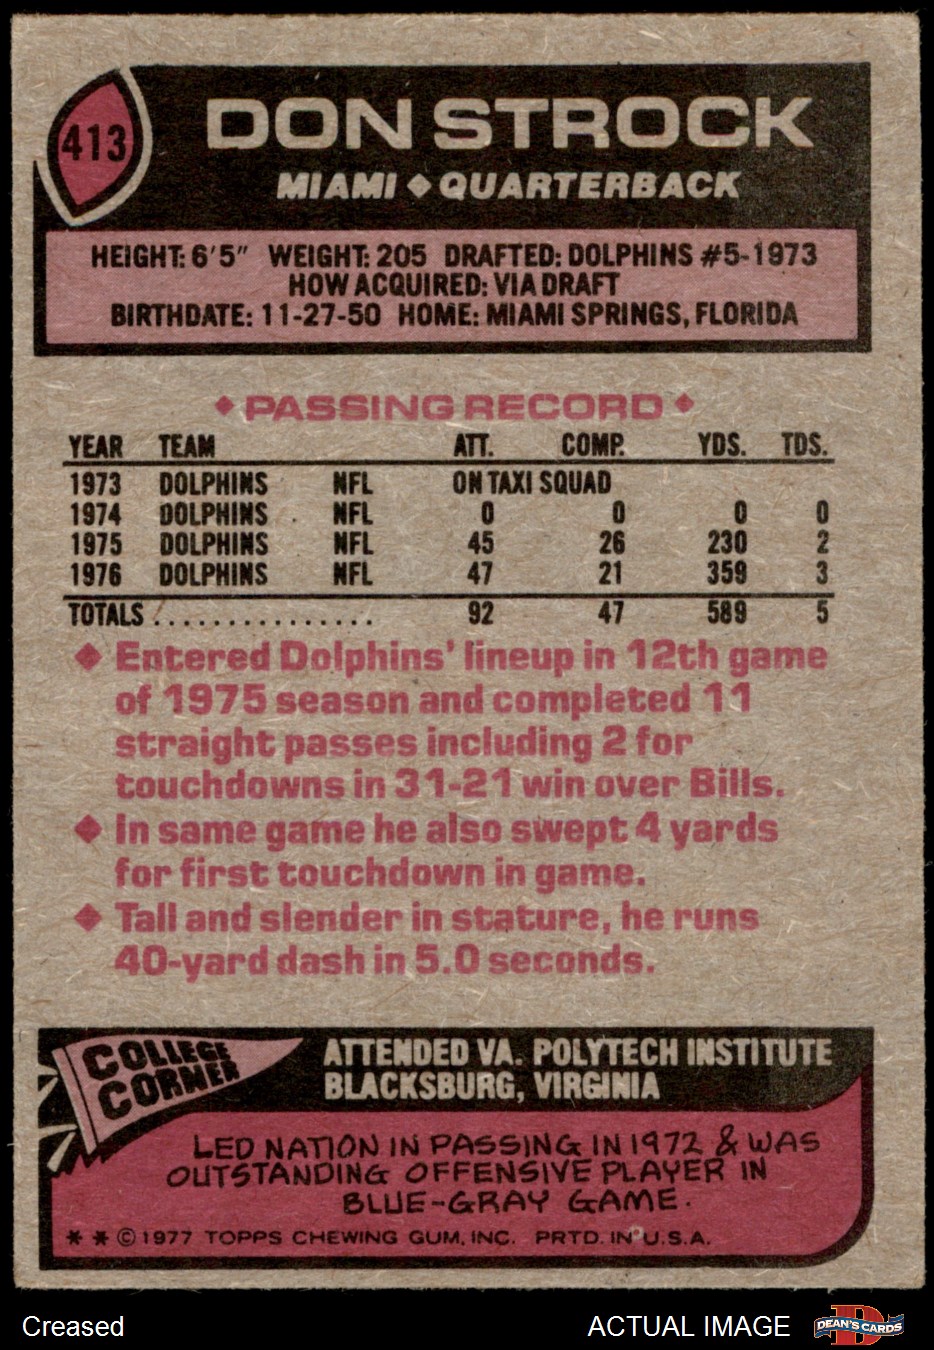 413
DON STROCK
MIAMI ◆ QUARTERBACK
HEIGHT: 6'5" WEIGHT: 205 DRAFTED: DOLPHINS #5-1973
HOW ACQUIRED: VIA DRAFT
BIRTHDATE: 11-27-50 HOME: MIAMI SPRINGS, FLORIDA
◆ PASSING RECORD ◆
YEAR TEAM ATT. COMP. YDS. TDS.
1973 DOLPHINS NFL ON TAXI SQUAD
1974 DOLPHINS NFL 0 0 0 0
1975 DOLPHINS NFL 45 26 230 2
1976 DOLPHINS NFL 47 21 359 3
TOTALS ............... 92 47 589 5
◆ Entered Dolphins' lineup in 12th game
of 1975 season and completed 11
straight passes including 2 for
touchdowns in 31-21 win over Bills.
◆ In same game he also swept 4 yards
for first touchdown in game.
◆ Tall and slender in stature, he runs
40-yard dash in 5.0 seconds.
COLLEGE
CORNER
ATTENDED VA. POLYTECH INSTITUTE
BLACKSBURG, VIRGINIA
LED NATION IN PASSING IN 1972 & WAS
OUTSTANDING OFFENSIVE PLAYER IN
BLUE-GRAY GAME.
* * © 1977 TOPPS CHEWING GUM, INC. PRTD. IN U.S.A.
Creased
ACTUAL IMAGE
D
DEAN'S CARDS